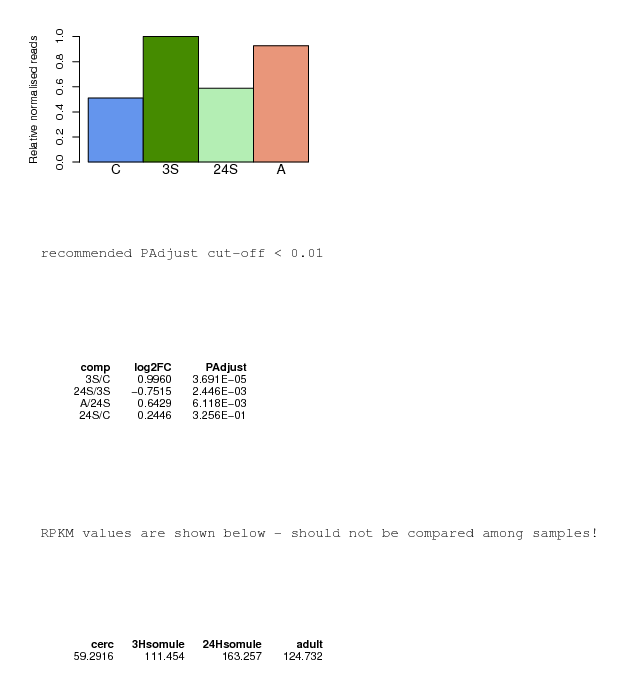 Relative normalised reads
1.0
0.8
0.6
0.4
0.2
0.0
C 3S 24S A
recommended PAdjust cut-off < 0.01
comp log2FC PAdjust
3S/C 0.9960 3.691E-05
24S/3S -0.7515 2.446E-03
A/24S 0.6429 6.118E-03
24S/C 0.2446 3.256E-01
RPKM values are shown below - should not be compared among samples!
cerc 3Hsomule 24Hsomule adult
59.2916 111.454 163.257 124.732